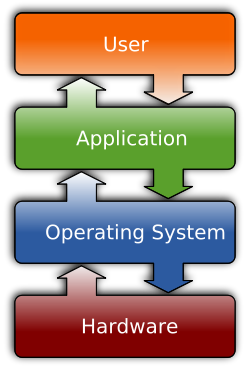 User
Application
Operating System
Hardware